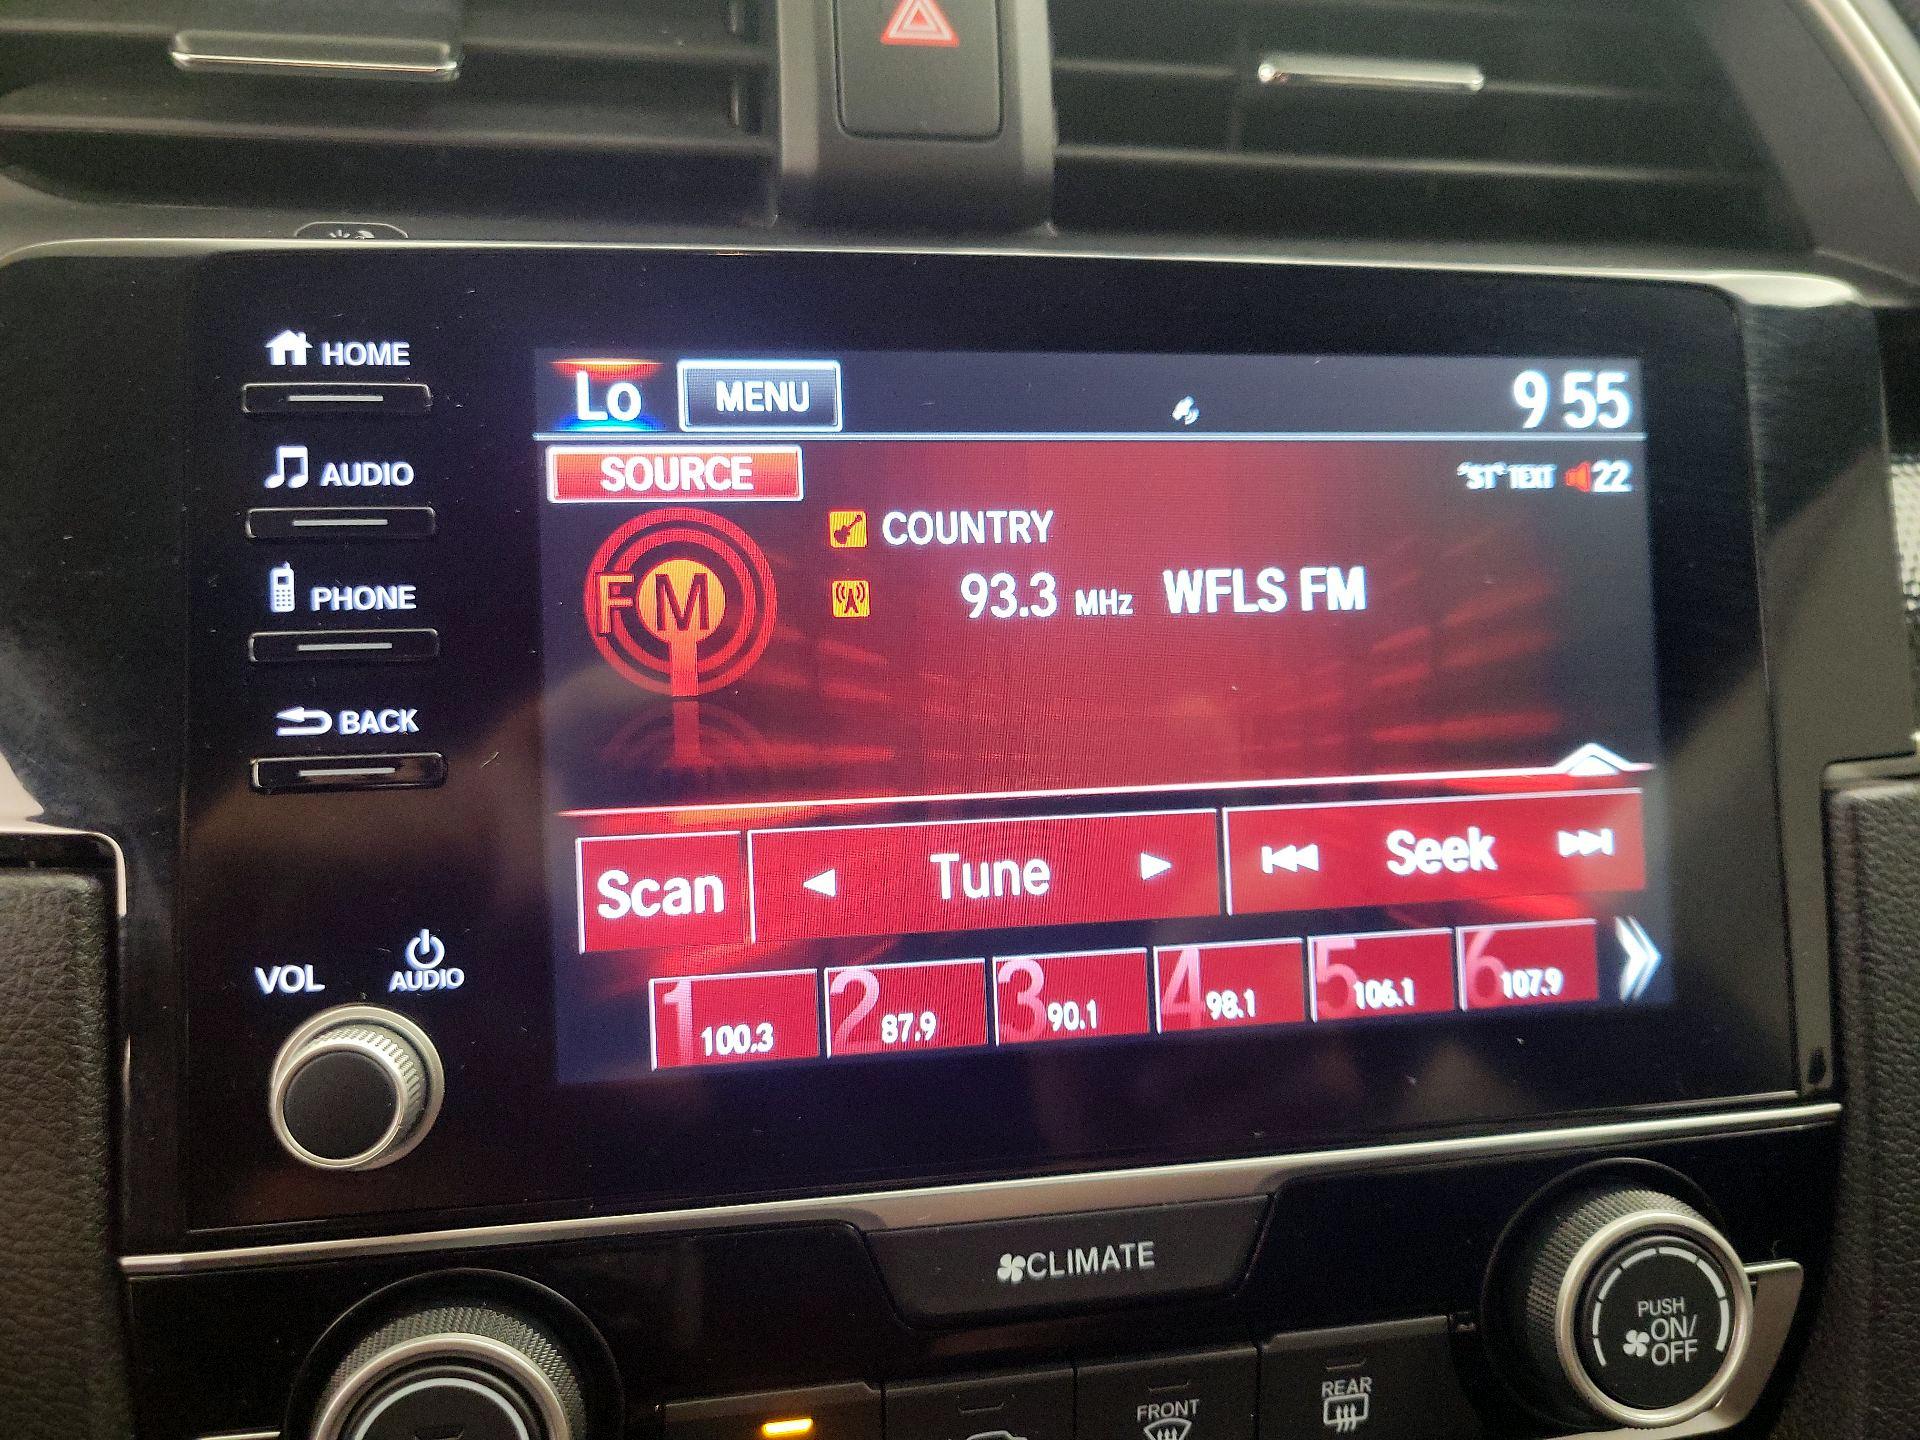 HOME
AUDIO
PHONE
BACK
VOL
AUDIO
Lo
MENU
9 55
SOURCE
"ST" TEXT 22
FM
COUNTRY
93.3 MHz WFLS FM
Scan
Tune
Seek
1 100.3
2 87.9
3 90.1
4 98.1
5 106.1
6 107.9
CLIMATE
PUSH
ON/
OFF
FRONT
REAR